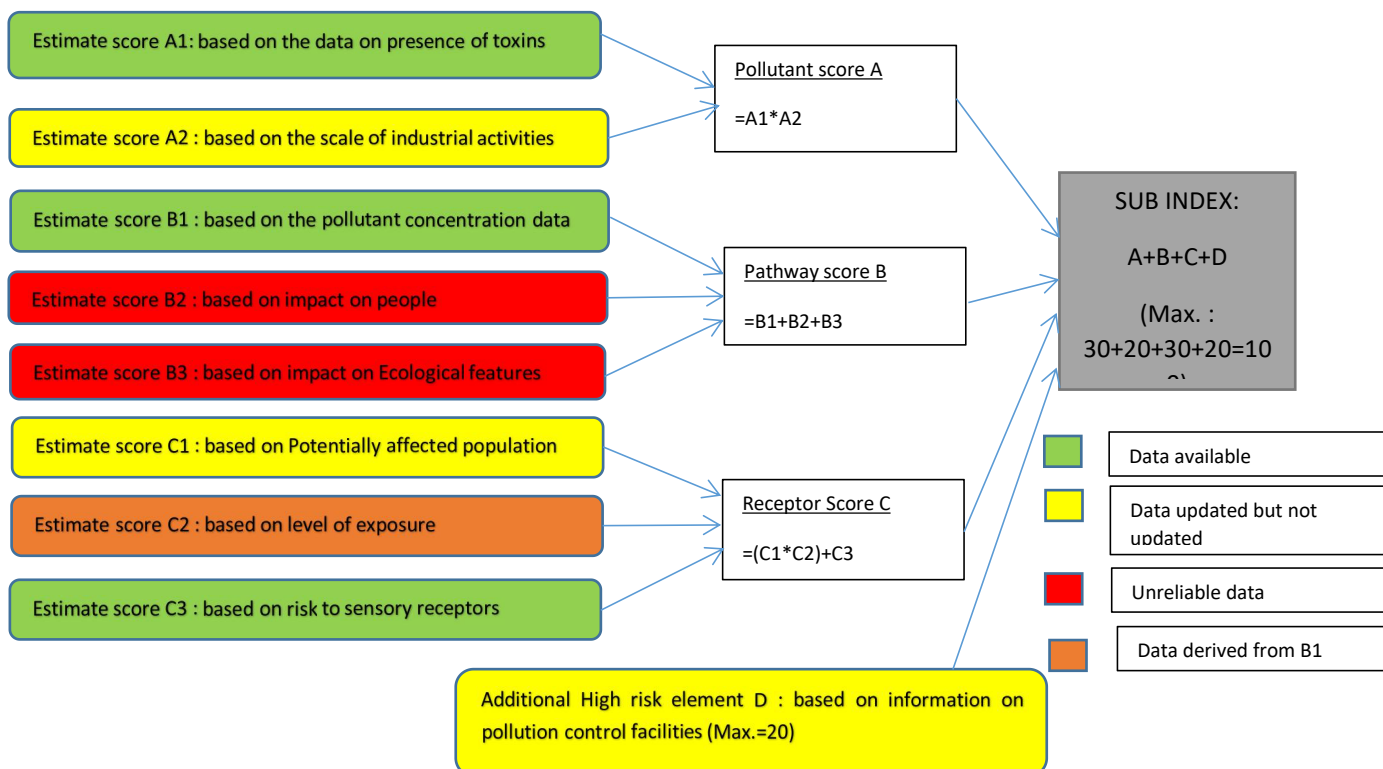 Estimate score A1: based on the data on presence of toxins
Estimate score A2 : based on the scale of industrial activities
Estimate score B1 : based on the pollutant concentration data
Estimate score B2 : based on impact on people
Estimate score B3 : based on impact on Ecological features
Estimate score C1 : based on Potentially affected population
Estimate score C2 : based on level of exposure
Estimate score C3 : based on risk to sensory receptors
Additional High risk element D : based on information on
pollution control facilities (Max.=20)
Pollutant score A
=A1*A2
Pathway score B
=B1+B2+B3
Receptor Score C
=(C1*C2)+C3
SUB INDEX:
A+B+C+D
(Max. :
30+20+30+20=10
Data available
Data updated but not
updated
Unreliable data
Data derived from B1